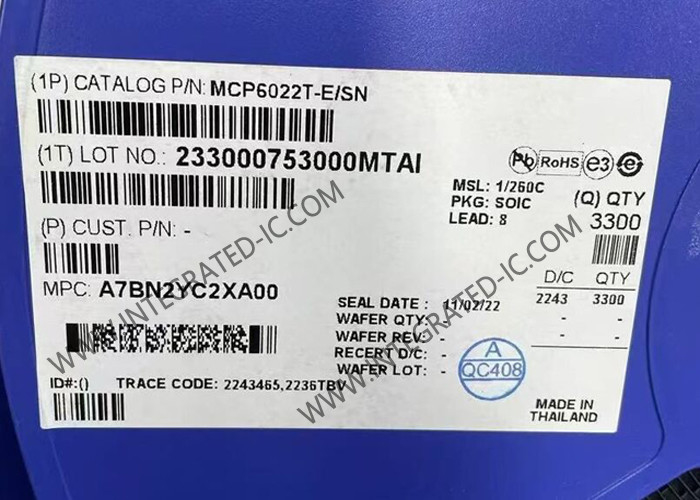 (1P) CATALOG P/N: MCP6022T-E/SN
(1T) LOT NO.: 233000753000MTAI
Pb RoHS e3 e
MSL: 1/260C
PKG: SOIC
LEAD: 8
(Q) QTY
3300
(P) CUST. P/N: -
MPC: A7BN2YC2XA00
D/C QTY
2243 3300
- -
- -
SEAL DATE : 11/02/22
WAFER QTY: -
WAFER REV: -
RECERT D/C: -
WAFER LOT: -
A
QC408
ID#:() TRACE CODE: 2243465,2236TBV
MADE IN
THAILAND
WWW.INTEGRATED-IC.COM
WWW.INTEGRATED-IC.COM